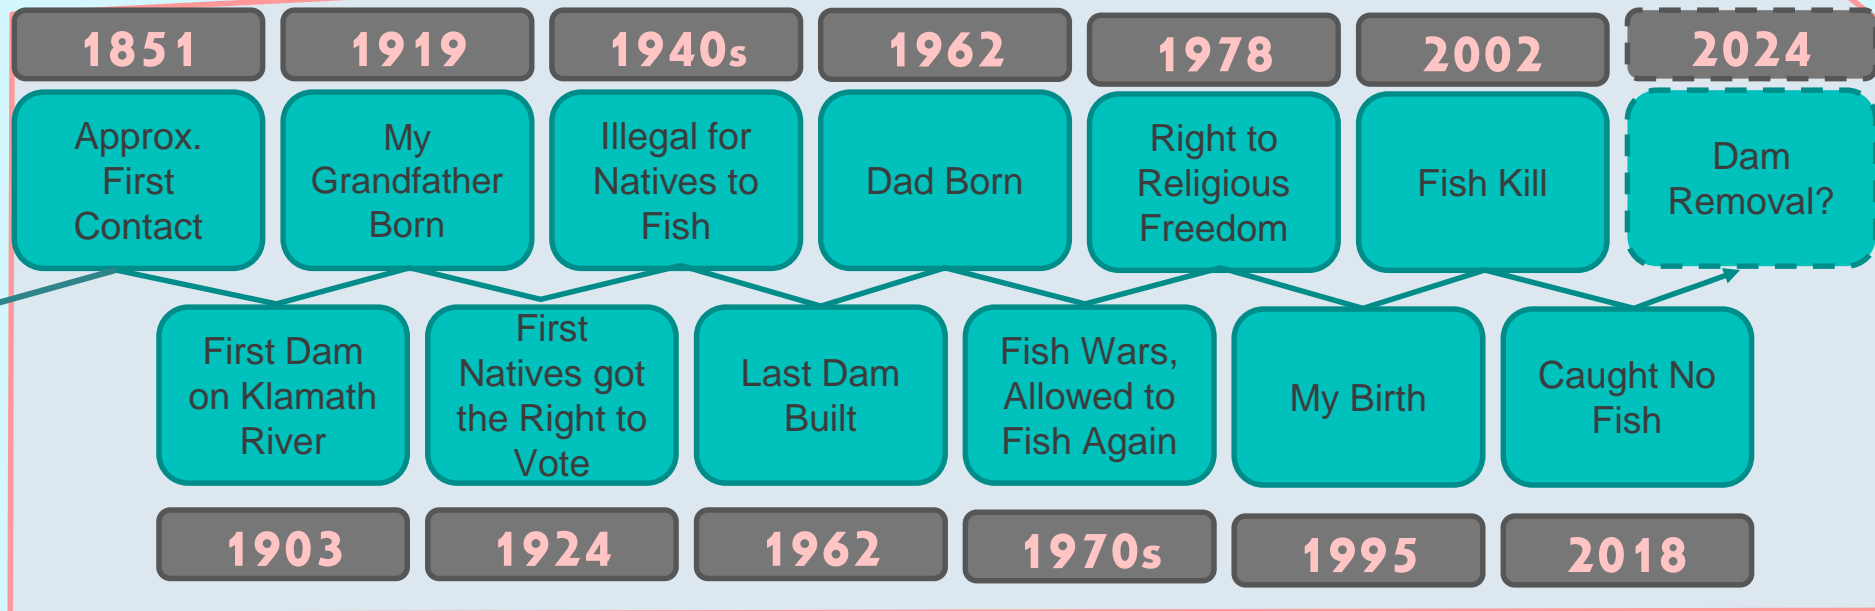 1851
Approx.
First
Contact
First Dam
on Klamath
River
1903
1919
My
Grandfather
Born
First
Natives got
the Right to
Vote
1924
1940s
Illegal for
Natives to
Fish
Last Dam
Built
1962
1962
Dad Born
Fish Wars,
Allowed to
Fish Again
1970s
1978
Right to
Religious
Freedom
My Birth
1995
2002
Fish Kill
Caught No
Fish
2018
2024
Dam
Removal?